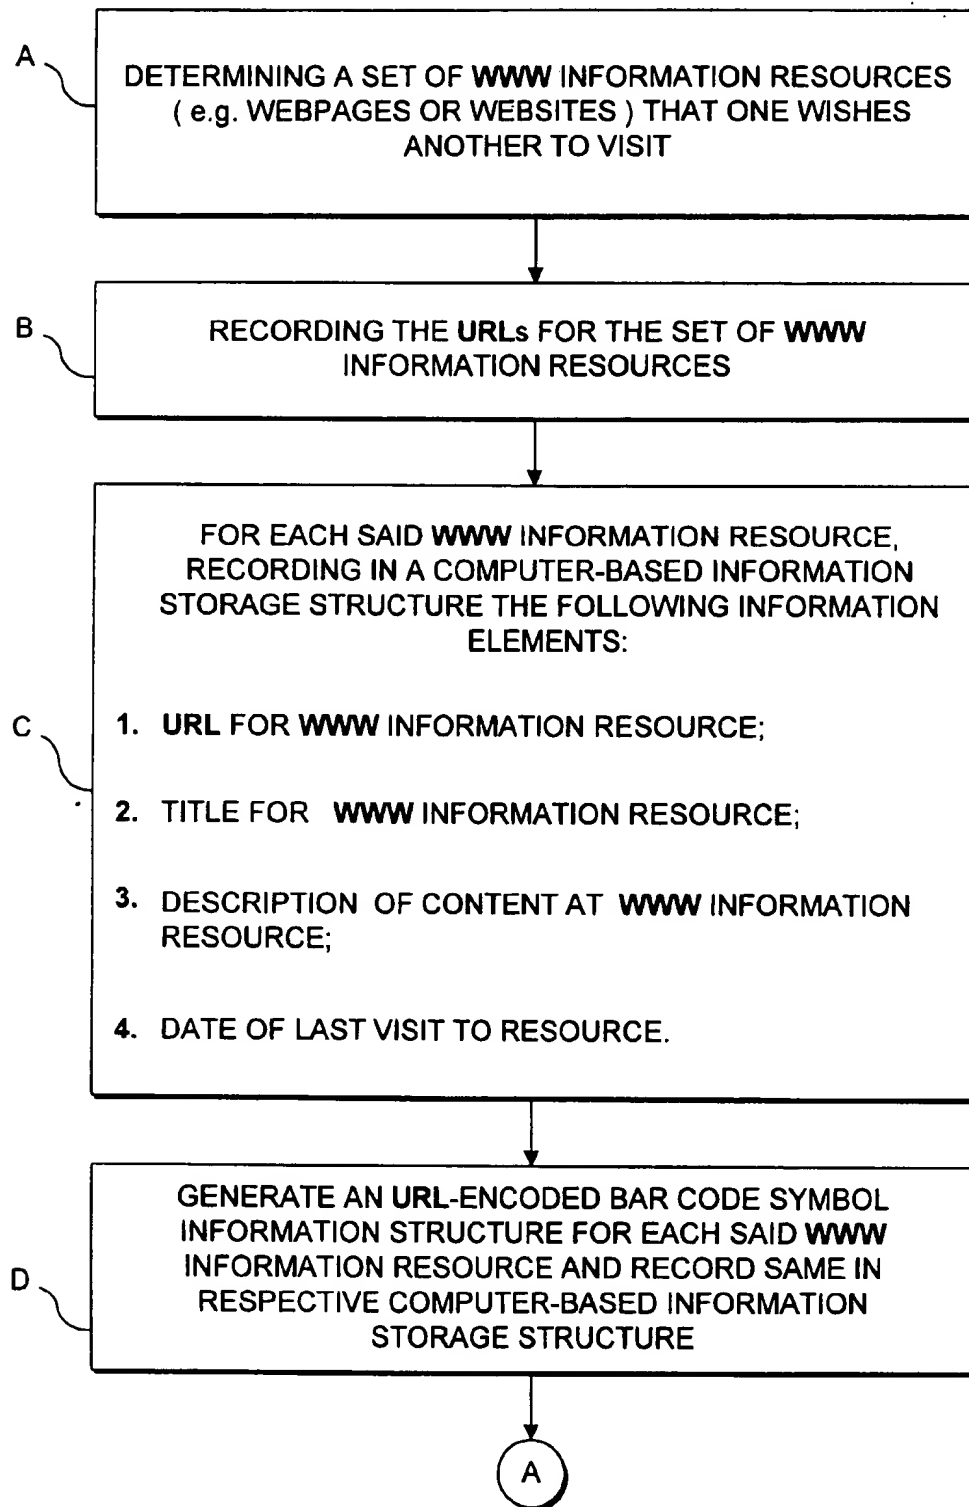 A
DETERMINING A SET OF WWW INFORMATION RESOURCES
( e.g. WEBPAGES OR WEBSITES ) THAT ONE WISHES
ANOTHER TO VISIT
B
RECORDING THE URLs FOR THE SET OF WWW
INFORMATION RESOURCES
C
FOR EACH SAID WWW INFORMATION RESOURCE,
RECORDING IN A COMPUTER-BASED INFORMATION
STORAGE STRUCTURE THE FOLLOWING INFORMATION
ELEMENTS:
1. URL FOR WWW INFORMATION RESOURCE;
2. TITLE FOR WWW INFORMATION RESOURCE;
3. DESCRIPTION OF CONTENT AT WWW INFORMATION
RESOURCE;
4. DATE OF LAST VISIT TO RESOURCE.
D
GENERATE AN URL-ENCODED BAR CODE SYMBOL
INFORMATION STRUCTURE FOR EACH SAID WWW
INFORMATION RESOURCE AND RECORD SAME IN
RESPECTIVE COMPUTER-BASED INFORMATION
STORAGE STRUCTURE
A